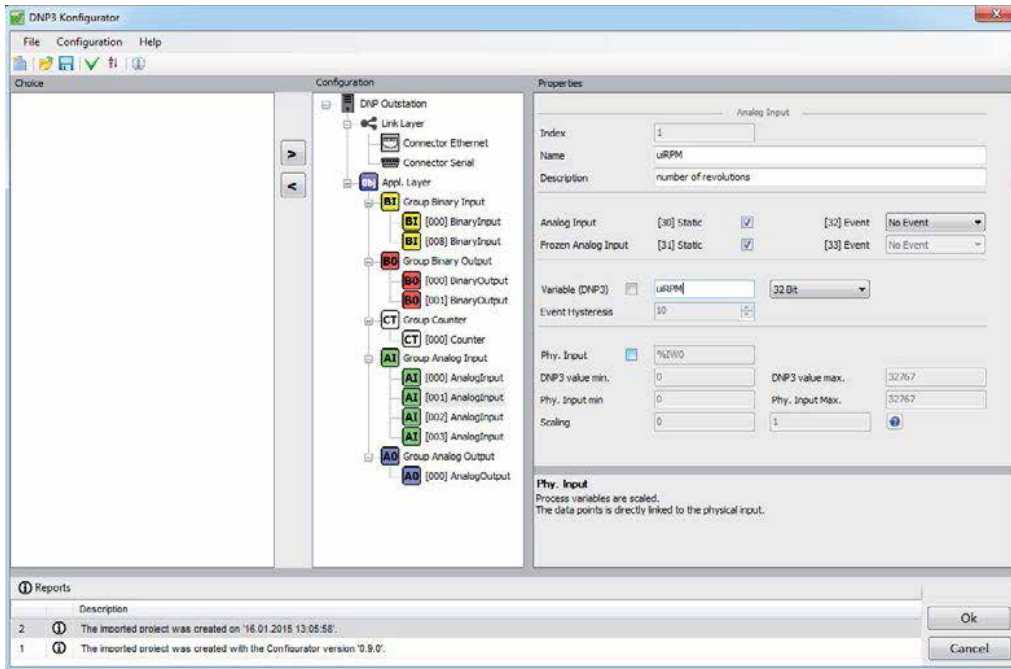 DNP3 Konfigurator
File Configuration Help
Choice
Configuration
Properties
DNP Outstation
Link Layer
Connector Ethernet
Connector Serial
Obj Appl. Layer
BI Group Binary Input
BI [000] BinaryInput
BI [008] BinaryInput
BO Group Binary Output
BO [000] BinaryOutput
BO [001] BinaryOutput
CT Group Counter
CT [000] Counter
AI Group Analog Input
AI [000] AnalogInput
AI [001] AnalogInput
AI [002] AnalogInput
AI [003] AnalogInput
AO Group Analog Output
AO [000] AnalogOutput
>
<
Analog Input
Index 1
Name uiRPM
Description number of revolutions
Analog Input [30] Static [32] Event No Event
Frozen Analog Input [31] Static [33] Event No Event
Variable (DNP3) uiRPM 32 Bit
Event Hysteresis 10
Phy. Input %IW0
DNP3 value min. 0 DNP3 value max. 32767
Phy. Input min 0 Phy. Input Max. 32767
Scaling 0 1
Phy. Input
Process variables are scaled.
The data points is directly linked to the physical input.
Reports
Description
2 The imported project was created on '16.01.2015 13:05:58'.
1 The imported project was created with the Configurator version '0.9.0'.
Ok
Cancel